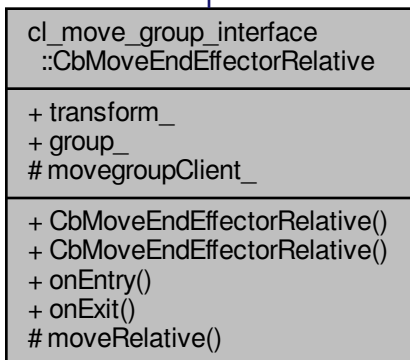 cl_move_group_interface
::CbMoveEndEffectorRelative
+ transform_
+ group_
# movegroupClient_
+ CbMoveEndEffectorRelative()
+ CbMoveEndEffectorRelative()
+ onEntry()
+ onExit()
# moveRelative()